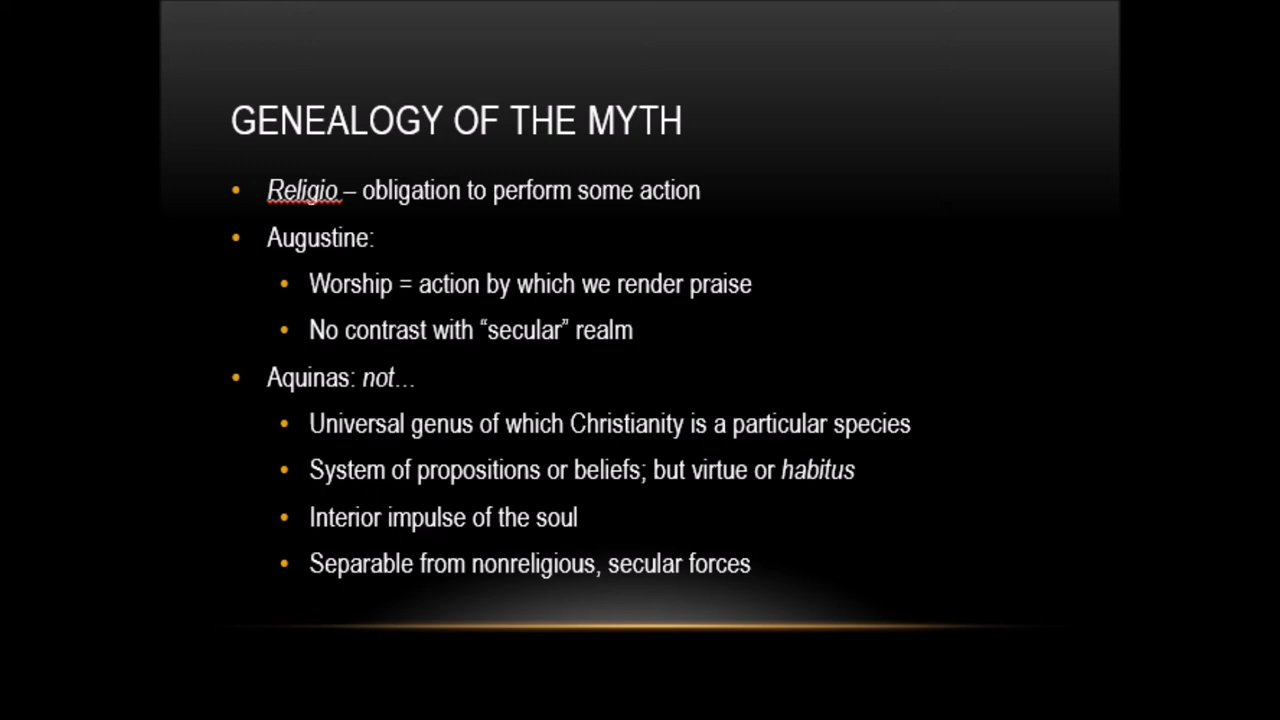 GENEALOGY OF THE MYTH
• Religio – obligation to perform some action
• Augustine:
• Worship = action by which we render praise
• No contrast with “secular” realm
• Aquinas: not…
• Universal genus of which Christianity is a particular species
• System of propositions or beliefs; but virtue or habitus
• Interior impulse of the soul
• Separable from nonreligious, secular forces